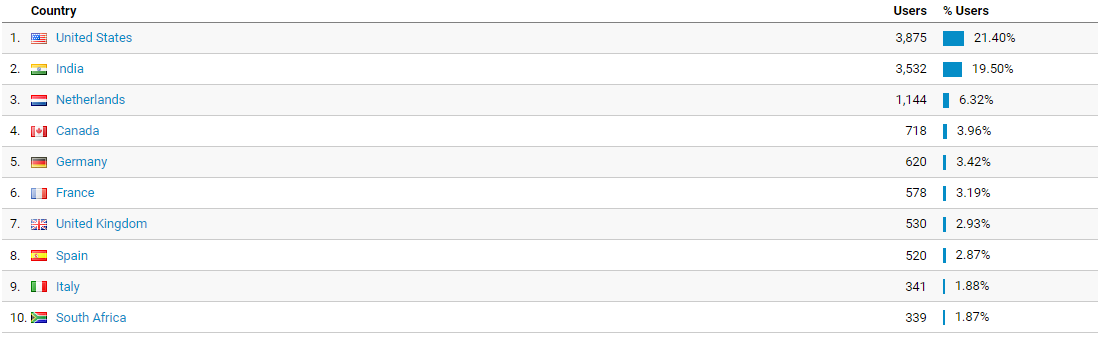 Country Users % Users
1. United States 3,875 21.40%
2. India 3,532 19.50%
3. Netherlands 1,144 6.32%
4. Canada 718 3.96%
5. Germany 620 3.42%
6. France 578 3.19%
7. United Kingdom 530 2.93%
8. Spain 520 2.87%
9. Italy 341 1.88%
10. South Africa 339 1.87%